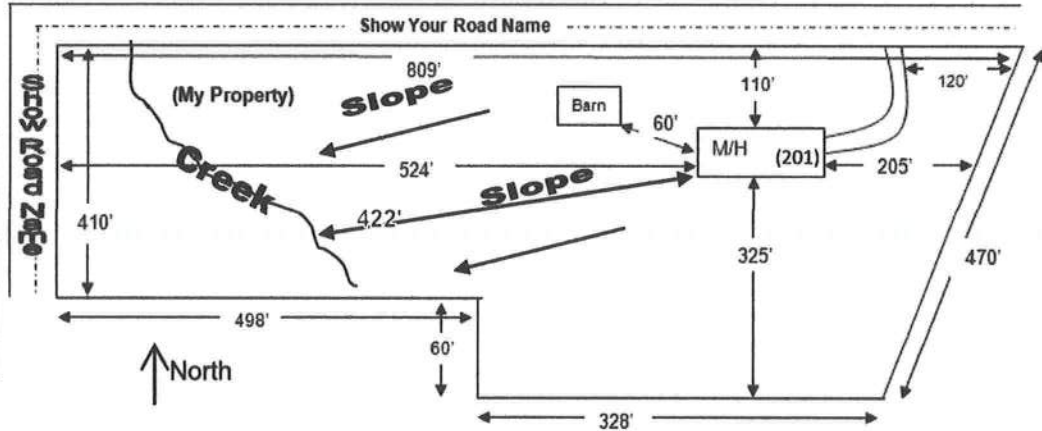 Show Your Road Name
Show Road Name
809'
(My Property)
Slope
Barn
110'
120'
60'
M/H
(201)
Creek
524'
205'
Slope
410'
422'
325'
470'
498'
60'
North
328'